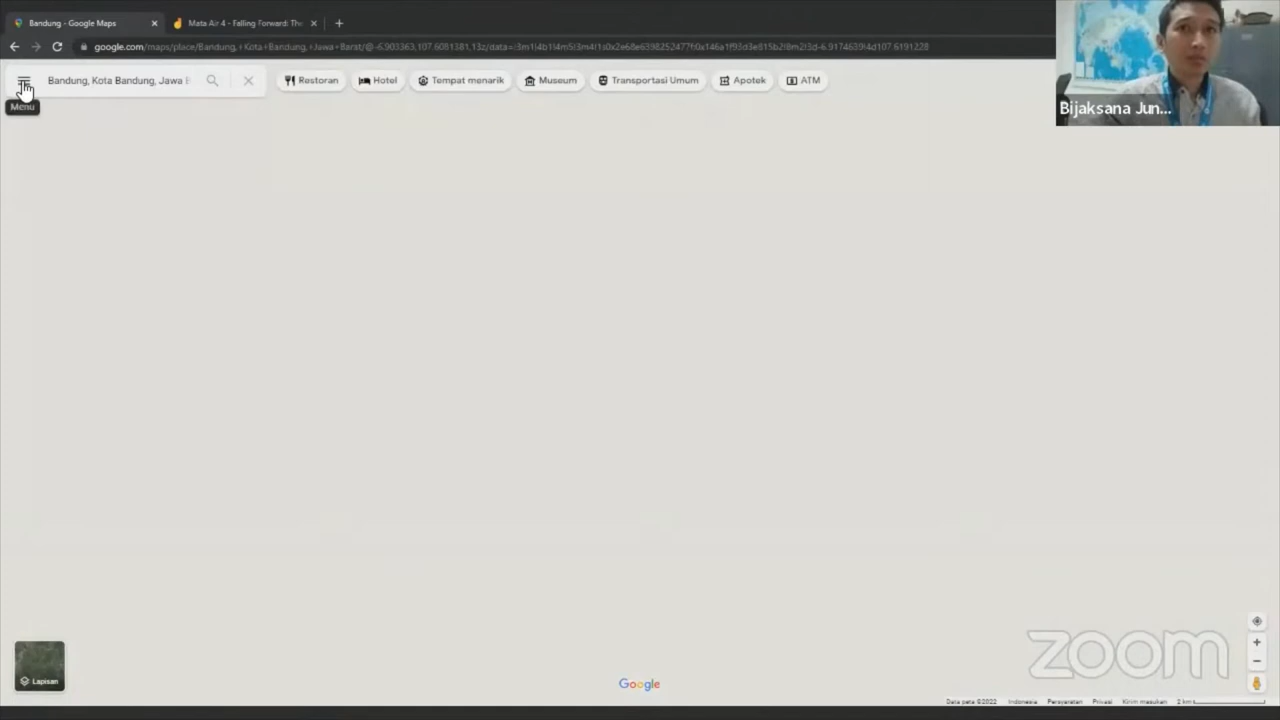 Bandung - Google Maps
Mata Air 4 - Falling Forward: The
google.com/maps/place/Bandung,+Kota+Bandung,+Jawa+Barat/@-6.903363,107.6081381,13z/
Bandung, Kota Bandung, Jawa B
Restoran
Hotel
Tempat menarik
Museum
Transportasi Umum
Apotek
ATM
Menu
Bijaksana Jun...
zoom
Lapisan
Google
Data peta ©2022
Indonesia
Persyaratan
Privasi
Kirim masukan
2 km